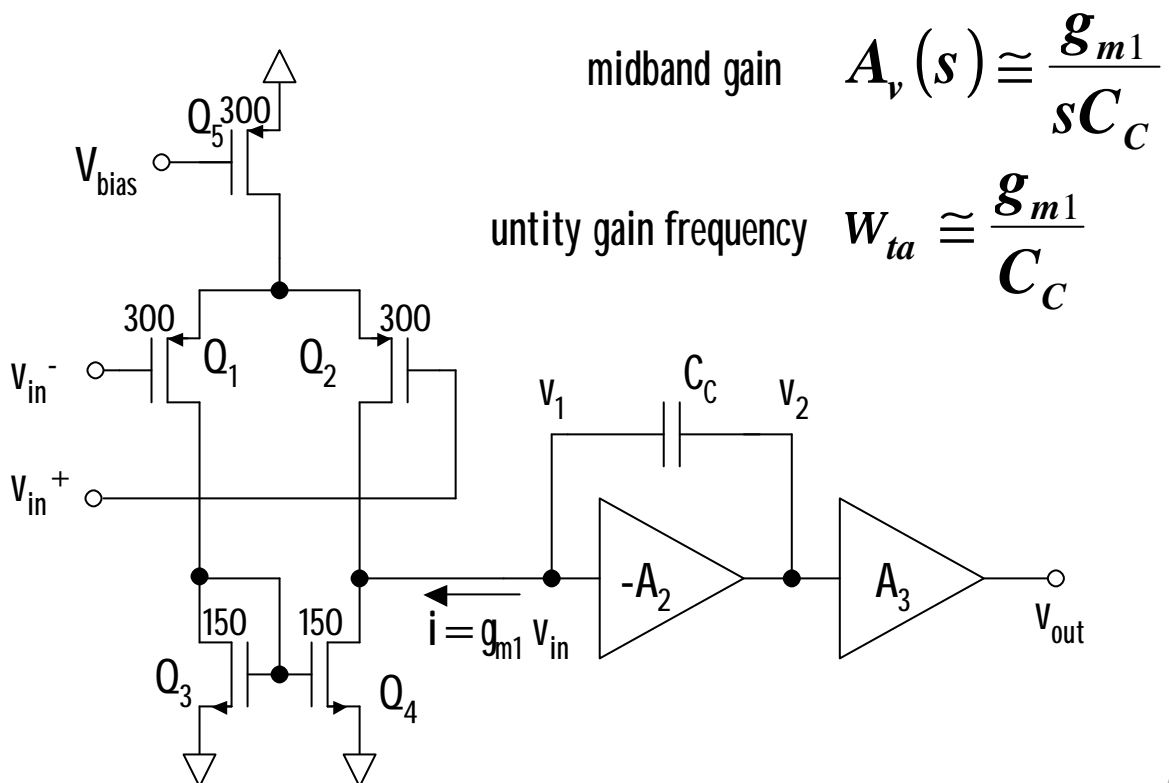 midband gain A_v(s) ≅ g_m1 / sC_C
untity gain frequency W_ta ≅ g_m1 / C_C
Q_5 300
V_bias
300 Q_1
Q_2 300
v_in^-
v_in^+
v_1 C_C v_2
-A_2
A_3
v_out
i = g_m1 v_in
150 150
Q_3 Q_4